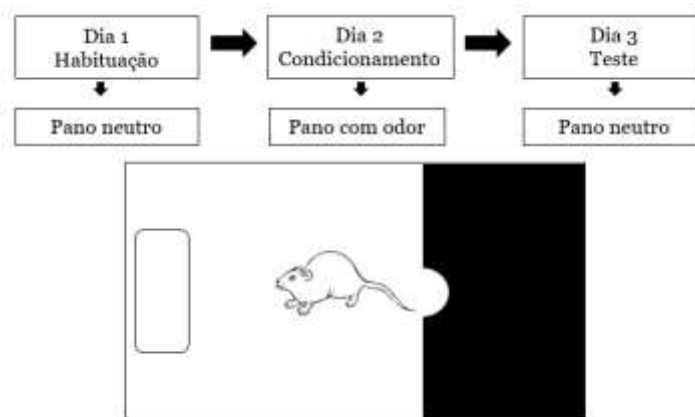 Dia 1
Habituação
Dia 2
Condicionamento
Dia 3
Teste
Pano neutro
Pano com odor
Pano neutro